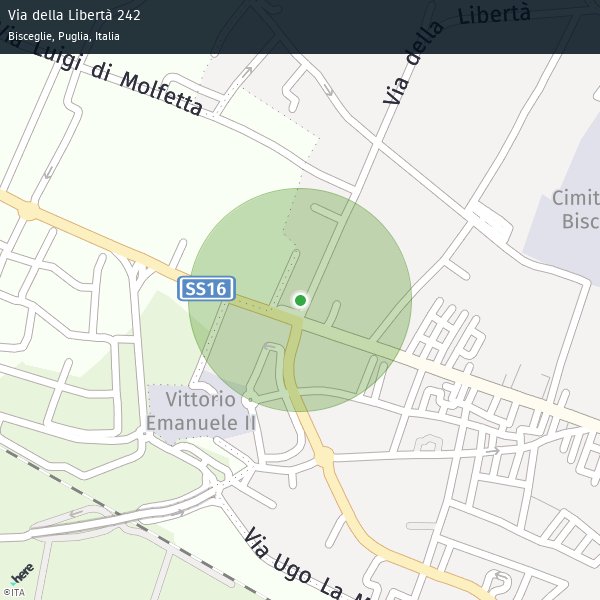 Via della Libertà 242
Bisceglie, Puglia, Italia
Via Luigi di Molfetta
Via della Libertà
Cimit
Bisc
SS16
Vittorio
Emanuele II
Via Ugo La M
here
©ITA